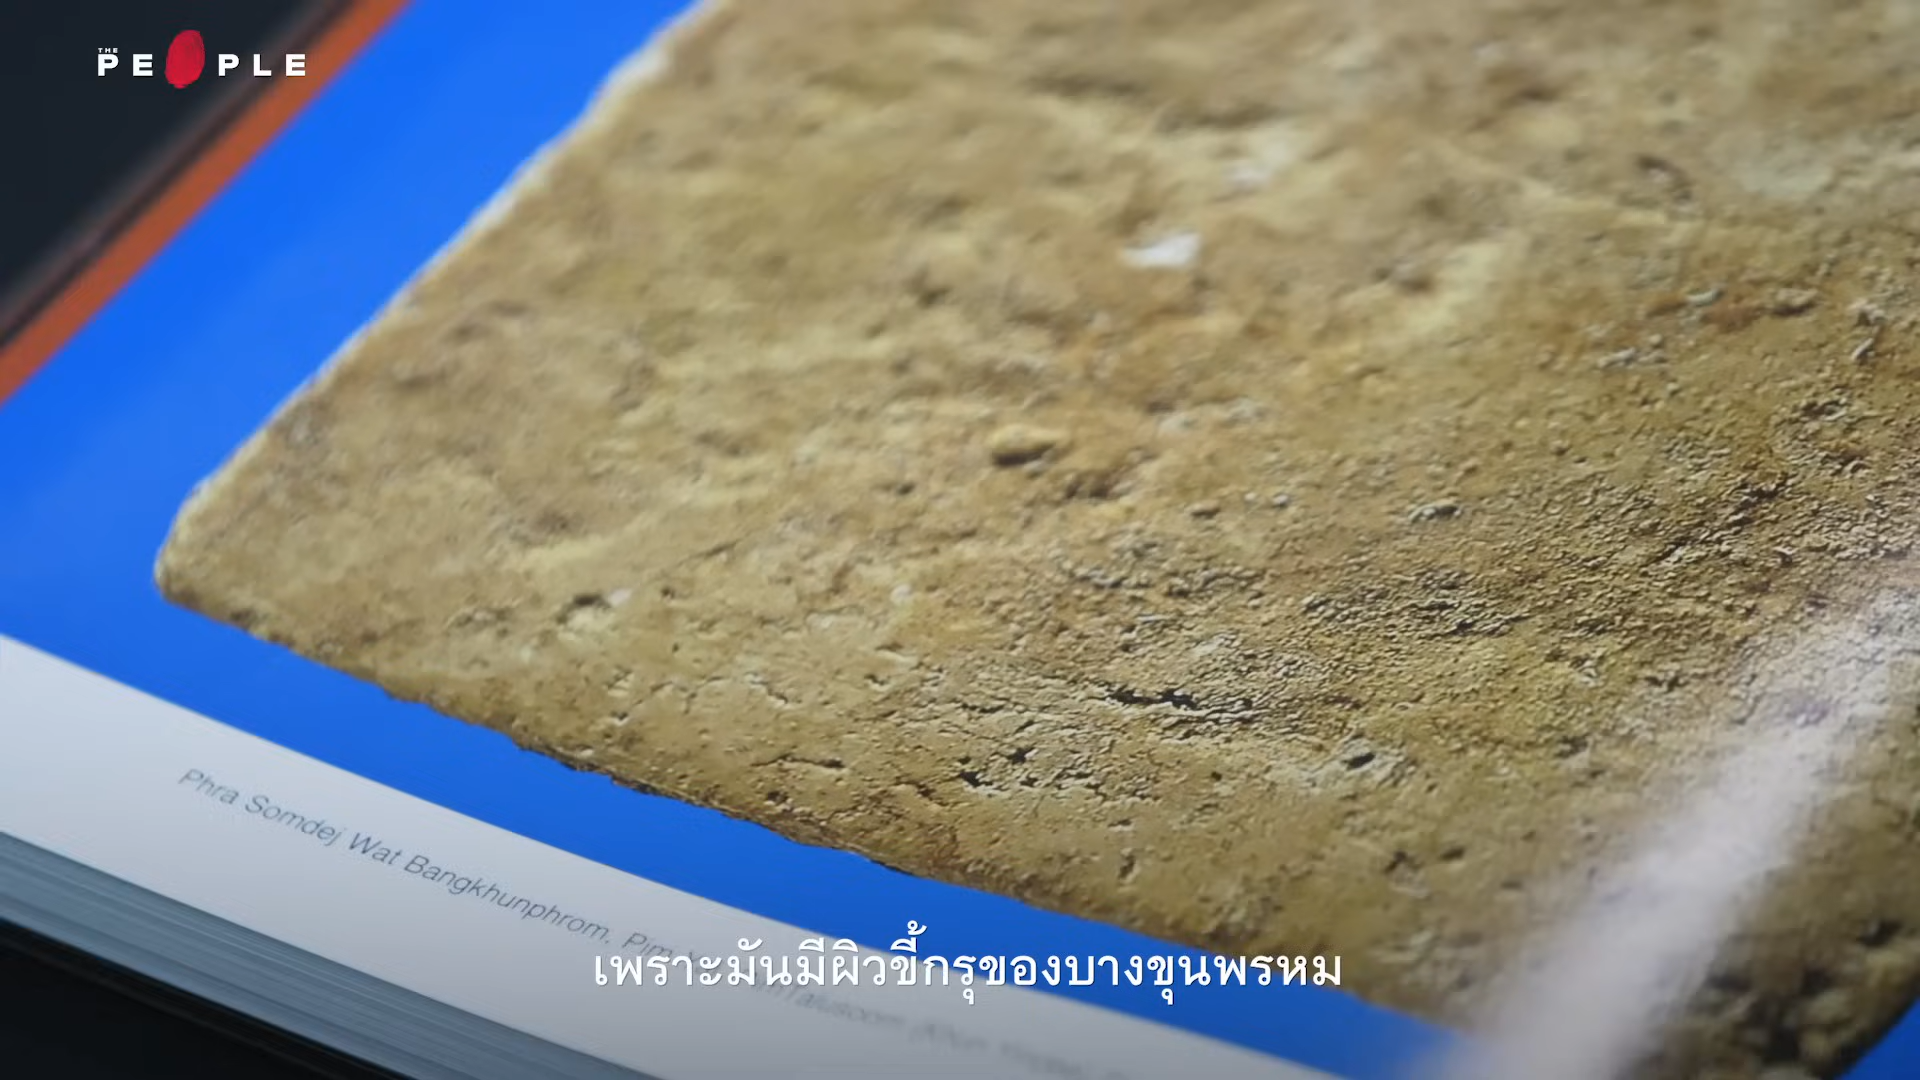 THE
PEOPLE
Phra Somdej Wat Bangkhunphrom, Pim
เพราะมันมีผิวขี้กรุของบางขุนพรหม